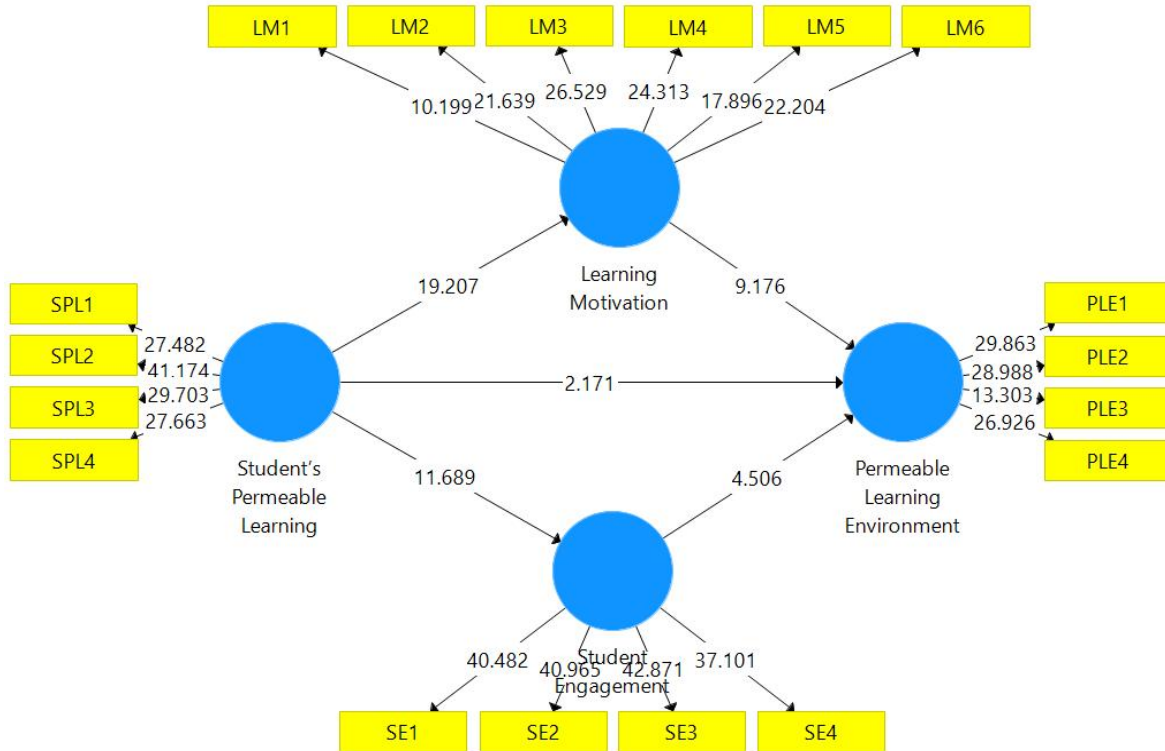 LM1
LM2
LM3
LM4
LM5
LM6
10.199
21.639
26.529
24.313
17.896
22.204
Learning
Motivation
19.207
9.176
SPL1
SPL2
SPL3
SPL4
27.482
41.174
29.703
27.663
Student’s
Permeable
Learning
2.171
PLE1
PLE2
PLE3
PLE4
29.863
28.988
13.303
26.926
Permeable
Learning
Environment
11.689
4.506
Student
Engagement
40.482
40.965
42.871
37.101
SE1
SE2
SE3
SE4